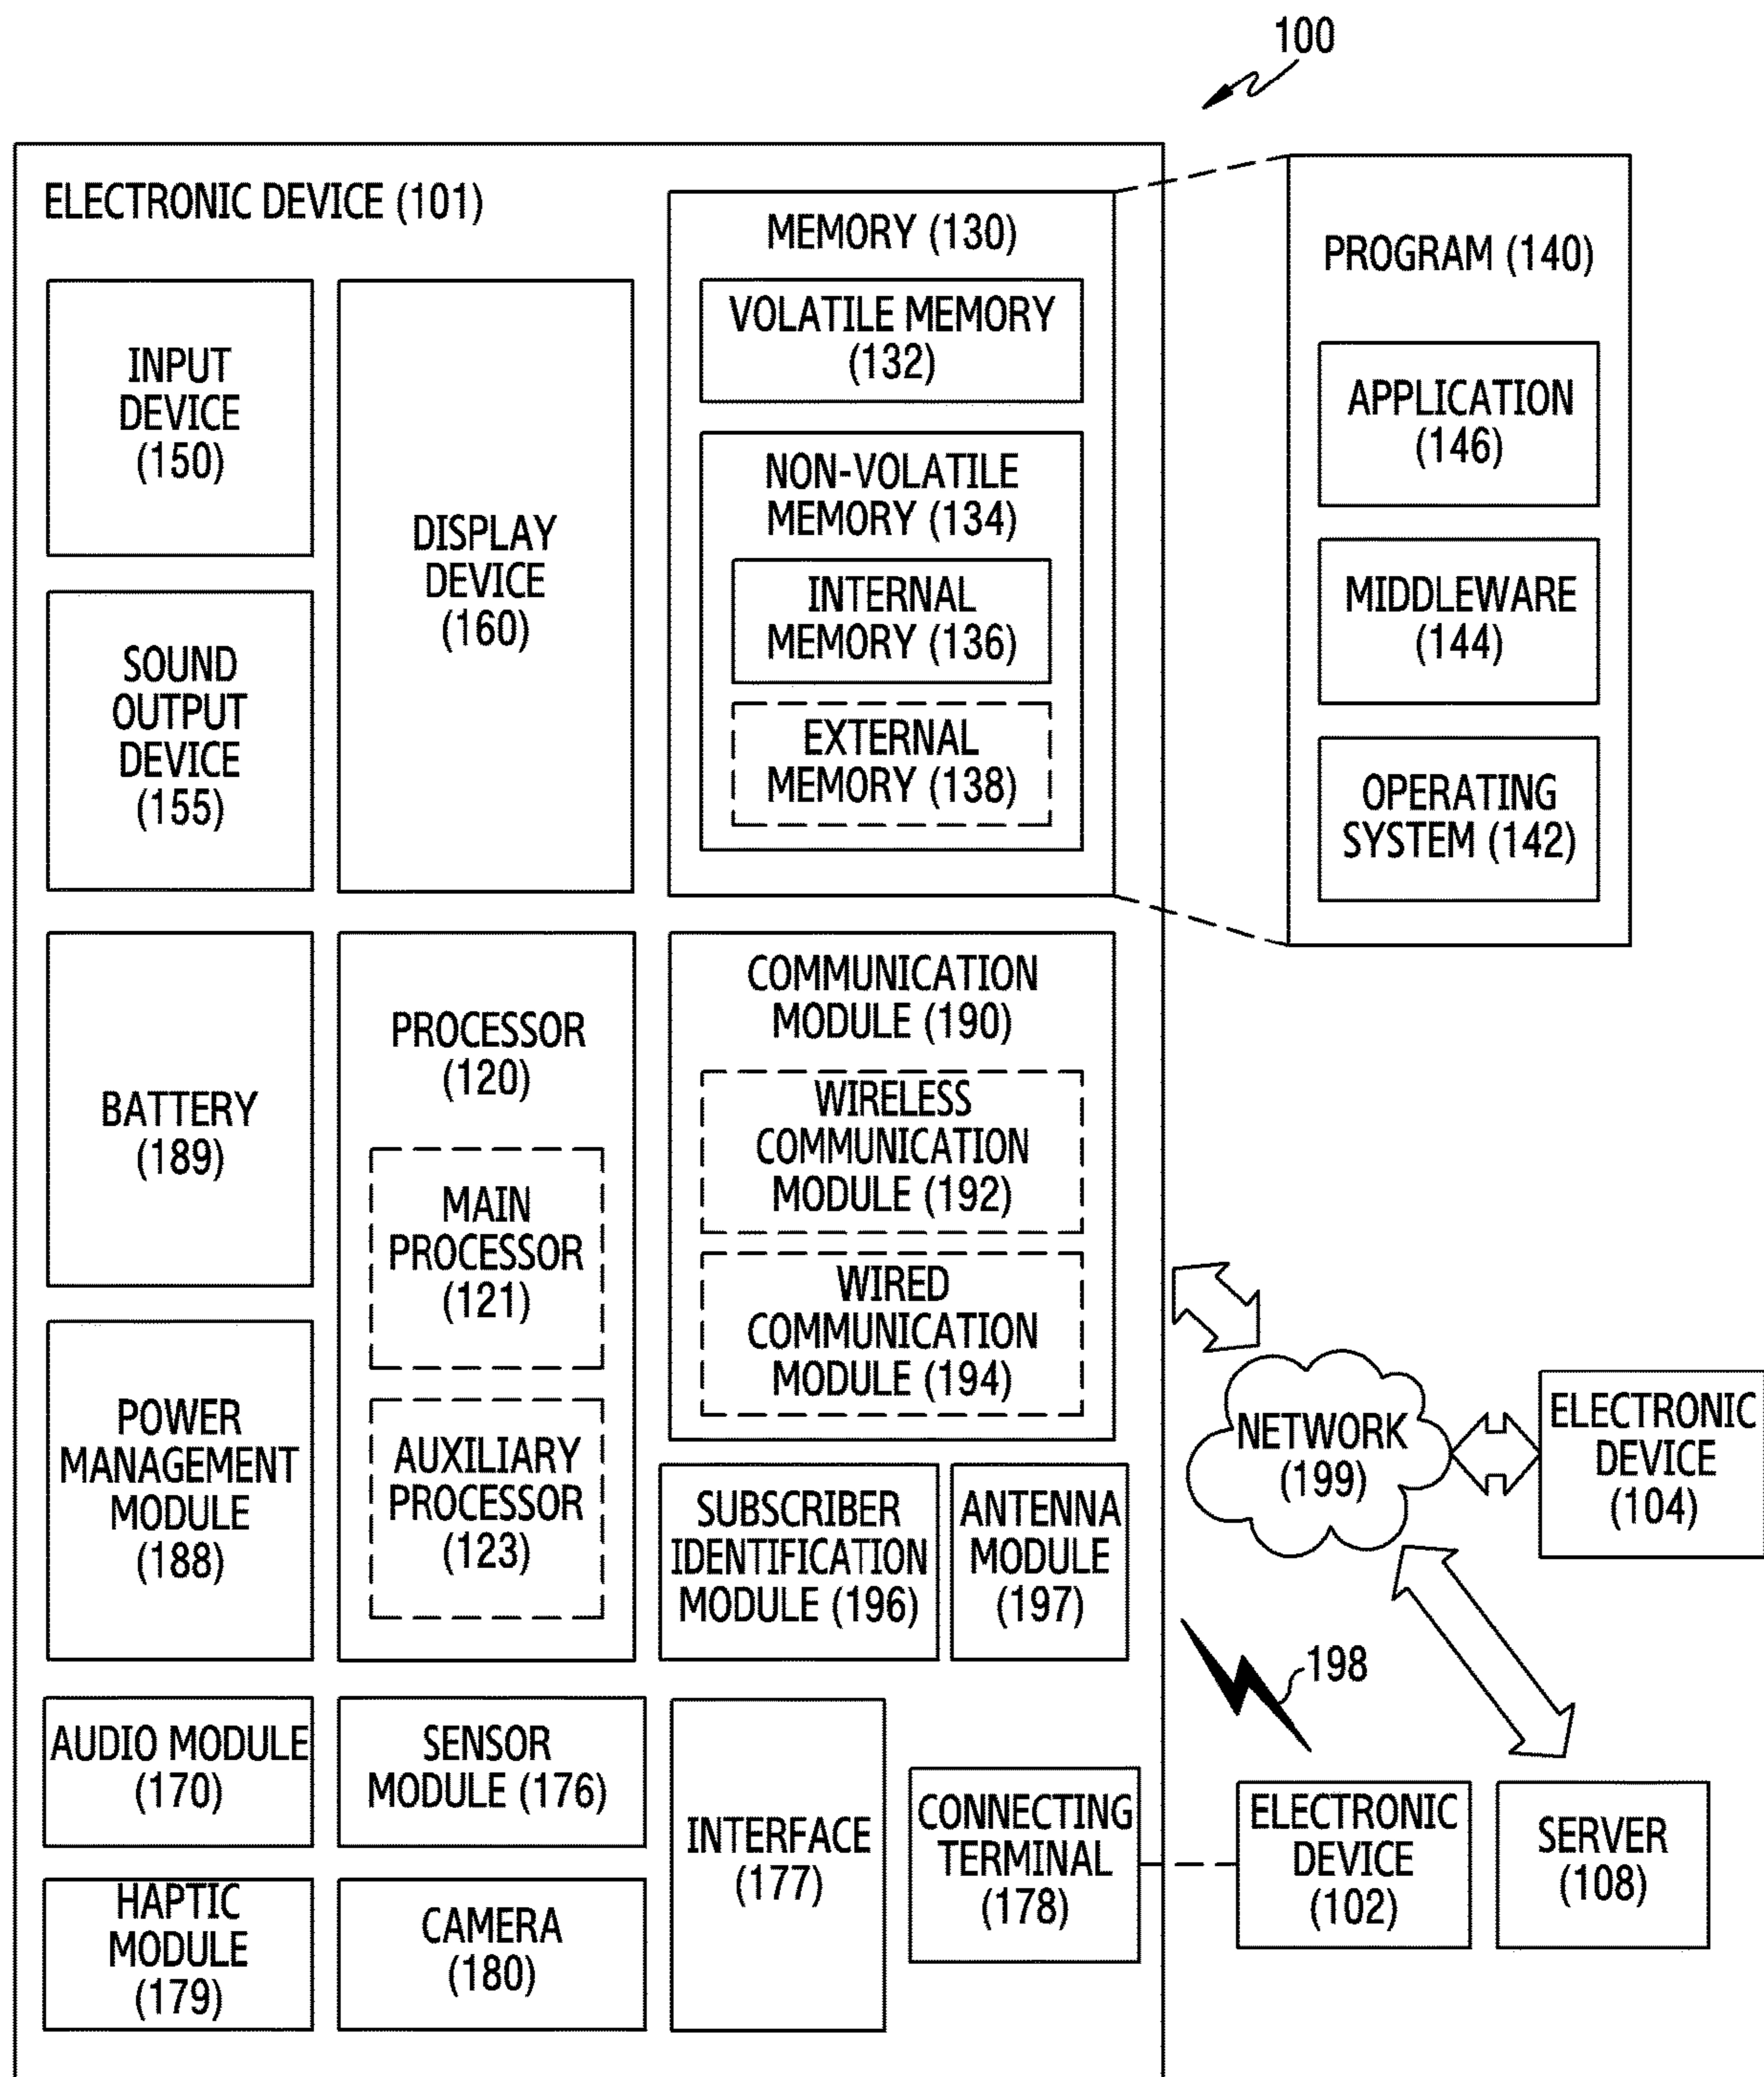 100
ELECTRONIC DEVICE (101)
INPUT
DEVICE
(150)
SOUND
OUTPUT
DEVICE
(155)
DISPLAY
DEVICE
(160)
MEMORY (130)
VOLATILE MEMORY
(132)
NON-VOLATILE
MEMORY (134)
INTERNAL
MEMORY (136)
EXTERNAL
MEMORY (138)
PROGRAM (140)
APPLICATION
(146)
MIDDLEWARE
(144)
OPERATING
SYSTEM (142)
BATTERY
(189)
POWER
MANAGEMENT
MODULE
(188)
PROCESSOR
(120)
MAIN
PROCESSOR
(121)
AUXILIARY
PROCESSOR
(123)
COMMUNICATION
MODULE (190)
WIRELESS
COMMUNICATION
MODULE (192)
WIRED
COMMUNICATION
MODULE (194)
SUBSCRIBER
IDENTIFICATION
MODULE (196)
ANTENNA
MODULE
(197)
NETWORK
(199)
ELECTRONIC
DEVICE
(104)
198
AUDIO MODULE
(170)
SENSOR
MODULE (176)
HAPTIC
MODULE
(179)
CAMERA
(180)
INTERFACE
(177)
CONNECTING
TERMINAL
(178)
ELECTRONIC
DEVICE
(102)
SERVER
(108)